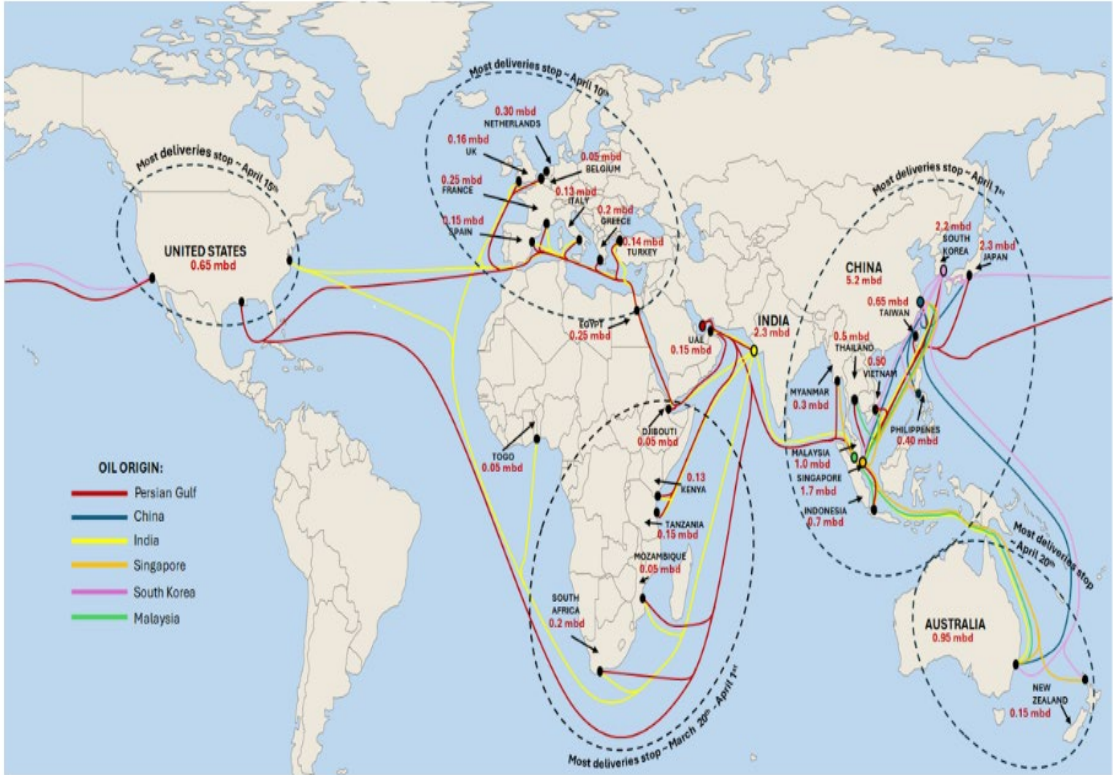 Most deliveries stop – April 10th
0.30 mbd
NETHERLANDS
0.16 mbd
UK
0.05 mbd
BELGIUM
0.25 mbd
FRANCE
0.13 mbd
ITALY
0.15 mbd
SPAIN
0.2 mbd
GREECE
0.14 mbd
TURKEY
Most deliveries stop – April 15th
UNITED STATES
0.65 mbd
Most deliveries stop – April 1st
2.2 mbd
SOUTH
KOREA
2.3 mbd
JAPAN
CHINA
5.2 mbd
0.65 mbd
TAIWAN
INDIA
2.3 mbd
EGYPT
0.25 mbd
UAE
0.15 mbd
0.5 mbd
THAILAND
0.50
VIETNAM
MYANMAR
0.3 mbd
PHILIPPENES
0.40 mbd
DJIBOUTI
0.05 mbd
TOGO
0.05 mbd
MALAYSIA
1.0 mbd
SINGAPORE
1.7 mbd
INDONESIA
0.7 mbd
0.13
KENYA
TANZANIA
0.15 mbd
MOZAMBIQUE
0.05 mbd
SOUTH
AFRICA
0.2 mbd
OIL ORIGIN:
Persian Gulf
China
India
Singapore
South Korea
Malaysia
Most deliveries stop
– April 20th
AUSTRALIA
0.95 mbd
NEW
ZEALAND
0.15 mbd
Most deliveries stop – March 20th – April 1st